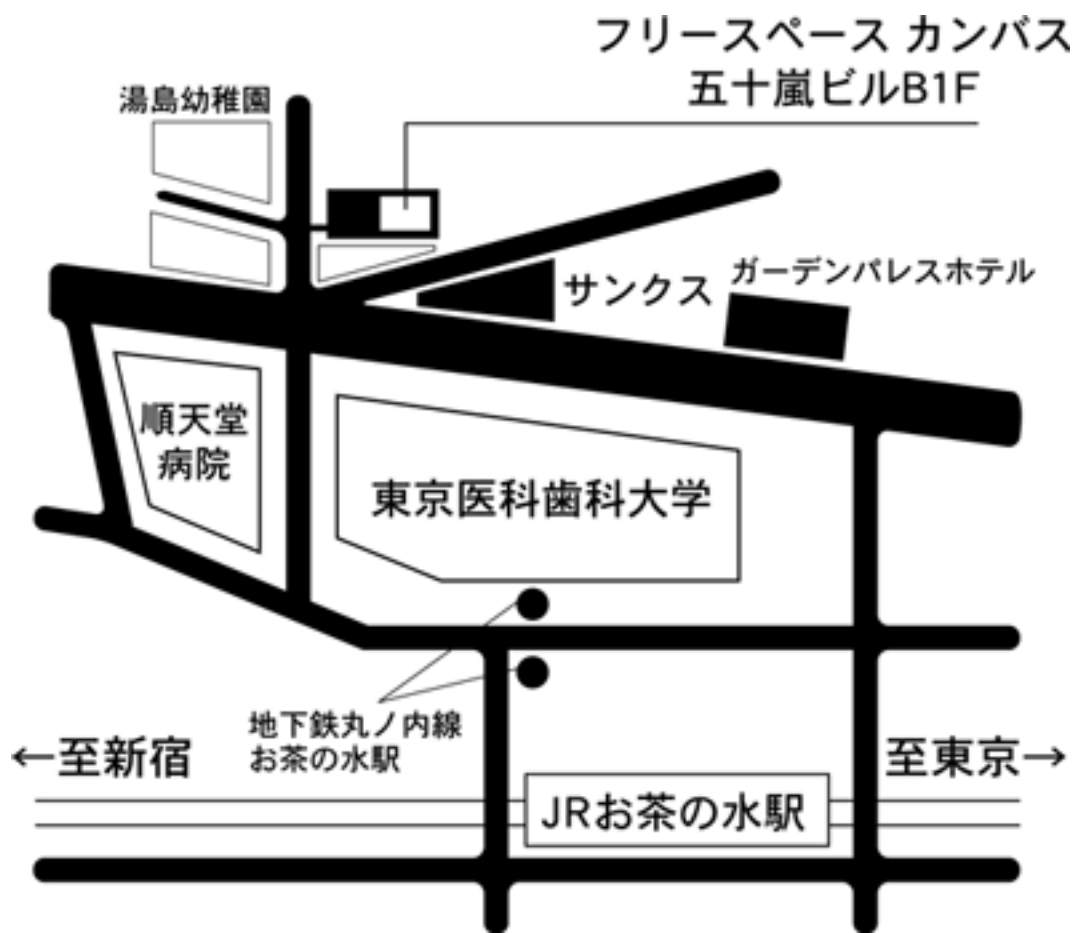 フリースペース カンバス
五十嵐ビルB1F
湯島幼稚園
サンクス
ガーデンパレスホテル
順天堂
病院
東京医科歯科大学
地下鉄丸ノ内線
お茶の水駅
←至新宿
至東京→
JRお茶の水駅